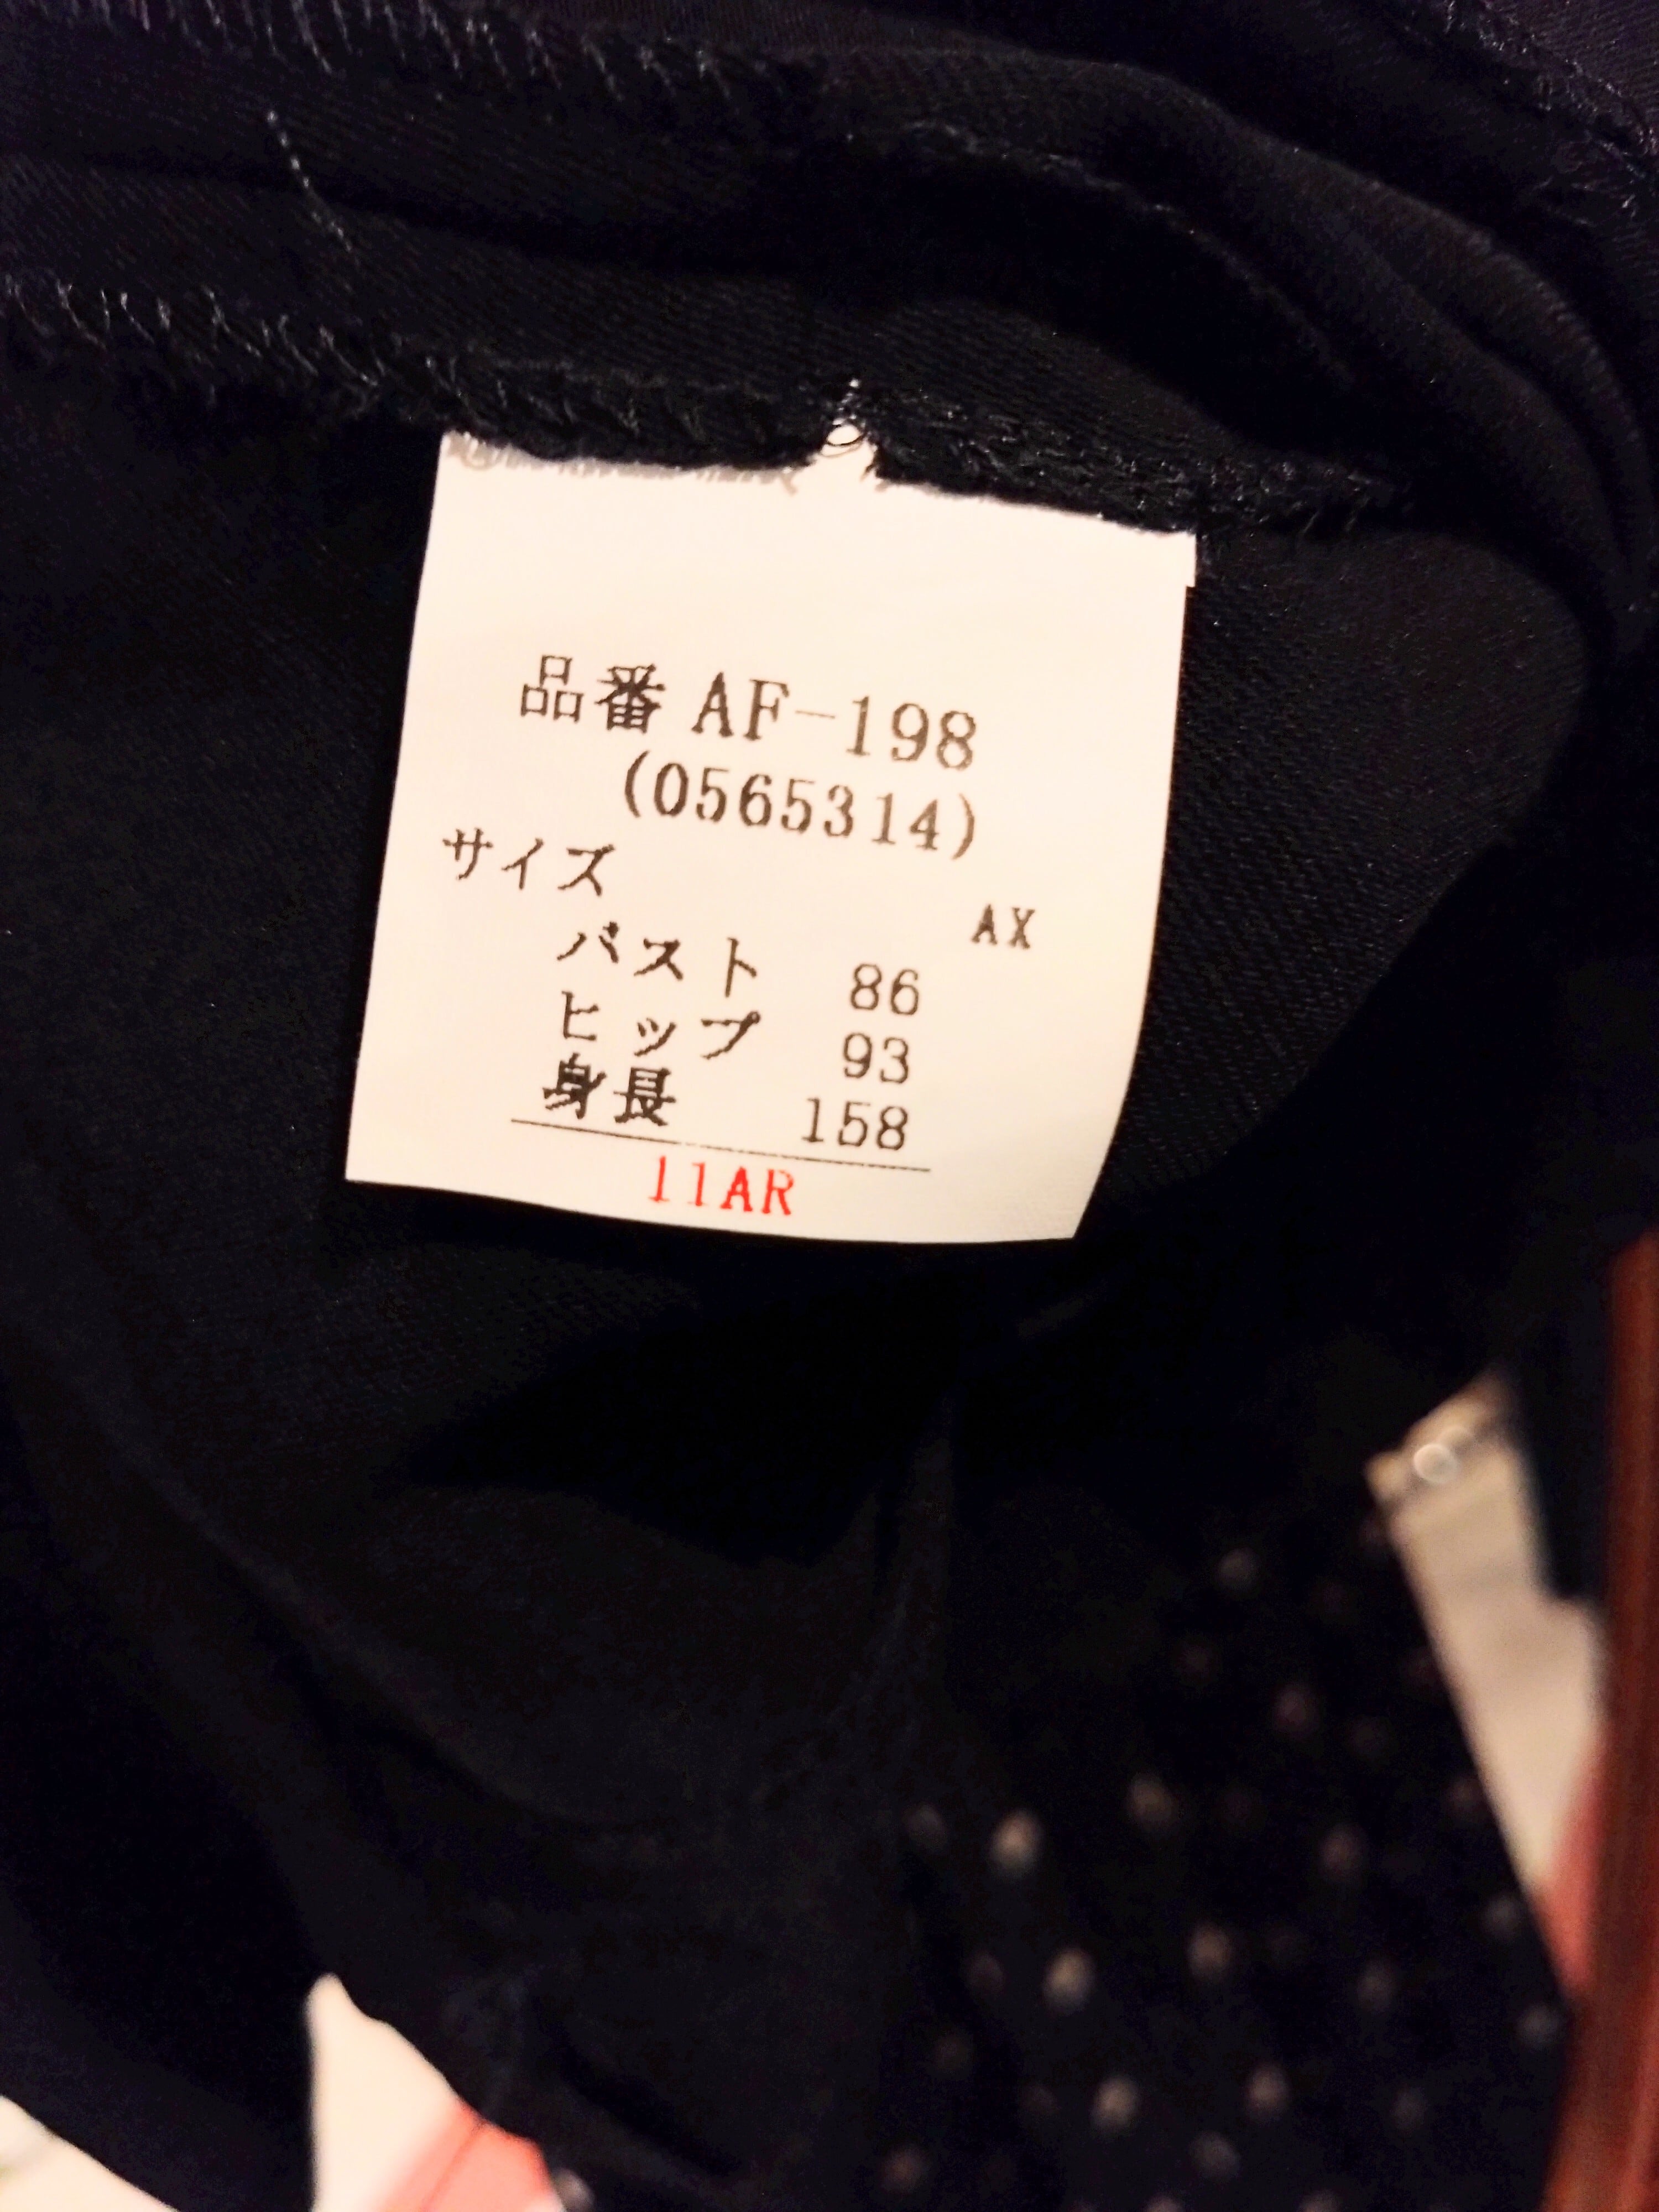 品番 AF-198
(0565314)
サイズ
AX
バスト 86
ヒップ 93
身長 158
11AR